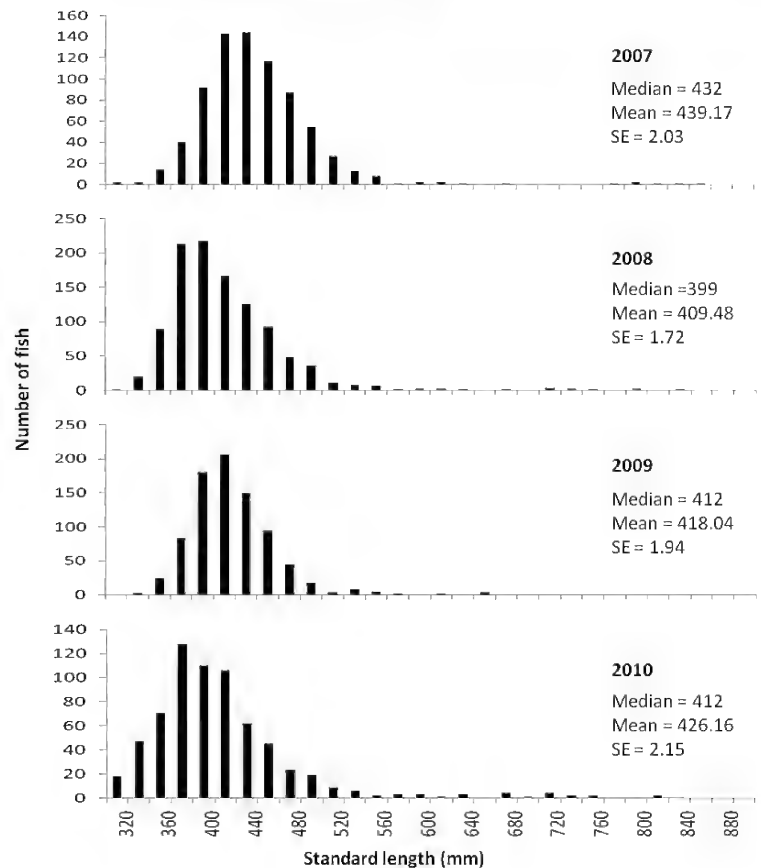 160
140
120
100
80
60
40
20
0
2007
Median = 432
Mean = 439.17
SE = 2.03
250
200
150
100
50
0
2008
Median =399
Mean = 409.48
SE = 1.72
Number of fish
250
200
150
100
50
0
2009
Median = 412
Mean = 418.04
SE = 1.94
140
120
100
80
60
40
20
0
2010
Median = 412
Mean = 426.16
SE = 2.15
320 360 400 440 480 520 560 600 640 680 720 760 800 840 880
Standard length (mm)